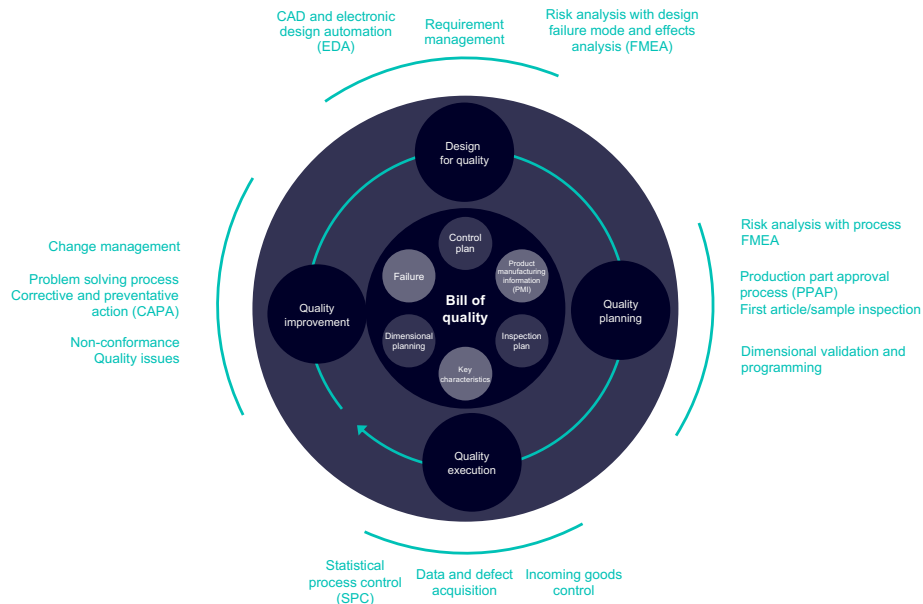 CAD and electronic
design automation
(EDA)
Requirement
management
Risk analysis with design
failure mode and effects
analysis (FMEA)
Design
for quality
Change management
Problem solving process
Corrective and preventative
action (CAPA)
Non-conformance
Quality issues
Quality
improvement
Control
plan
Failure
Product
manufacturing
information
(PMI)
Bill of
quality
Dimensional
planning
Inspection
plan
Key
characteristics
Quality
planning
Risk analysis with process
FMEA
Production part approval
process (PPAP)
First article/sample inspection
Dimensional validation and
programming
Quality
execution
Statistical
process control
(SPC)
Data and defect
acquisition
Incoming goods
control